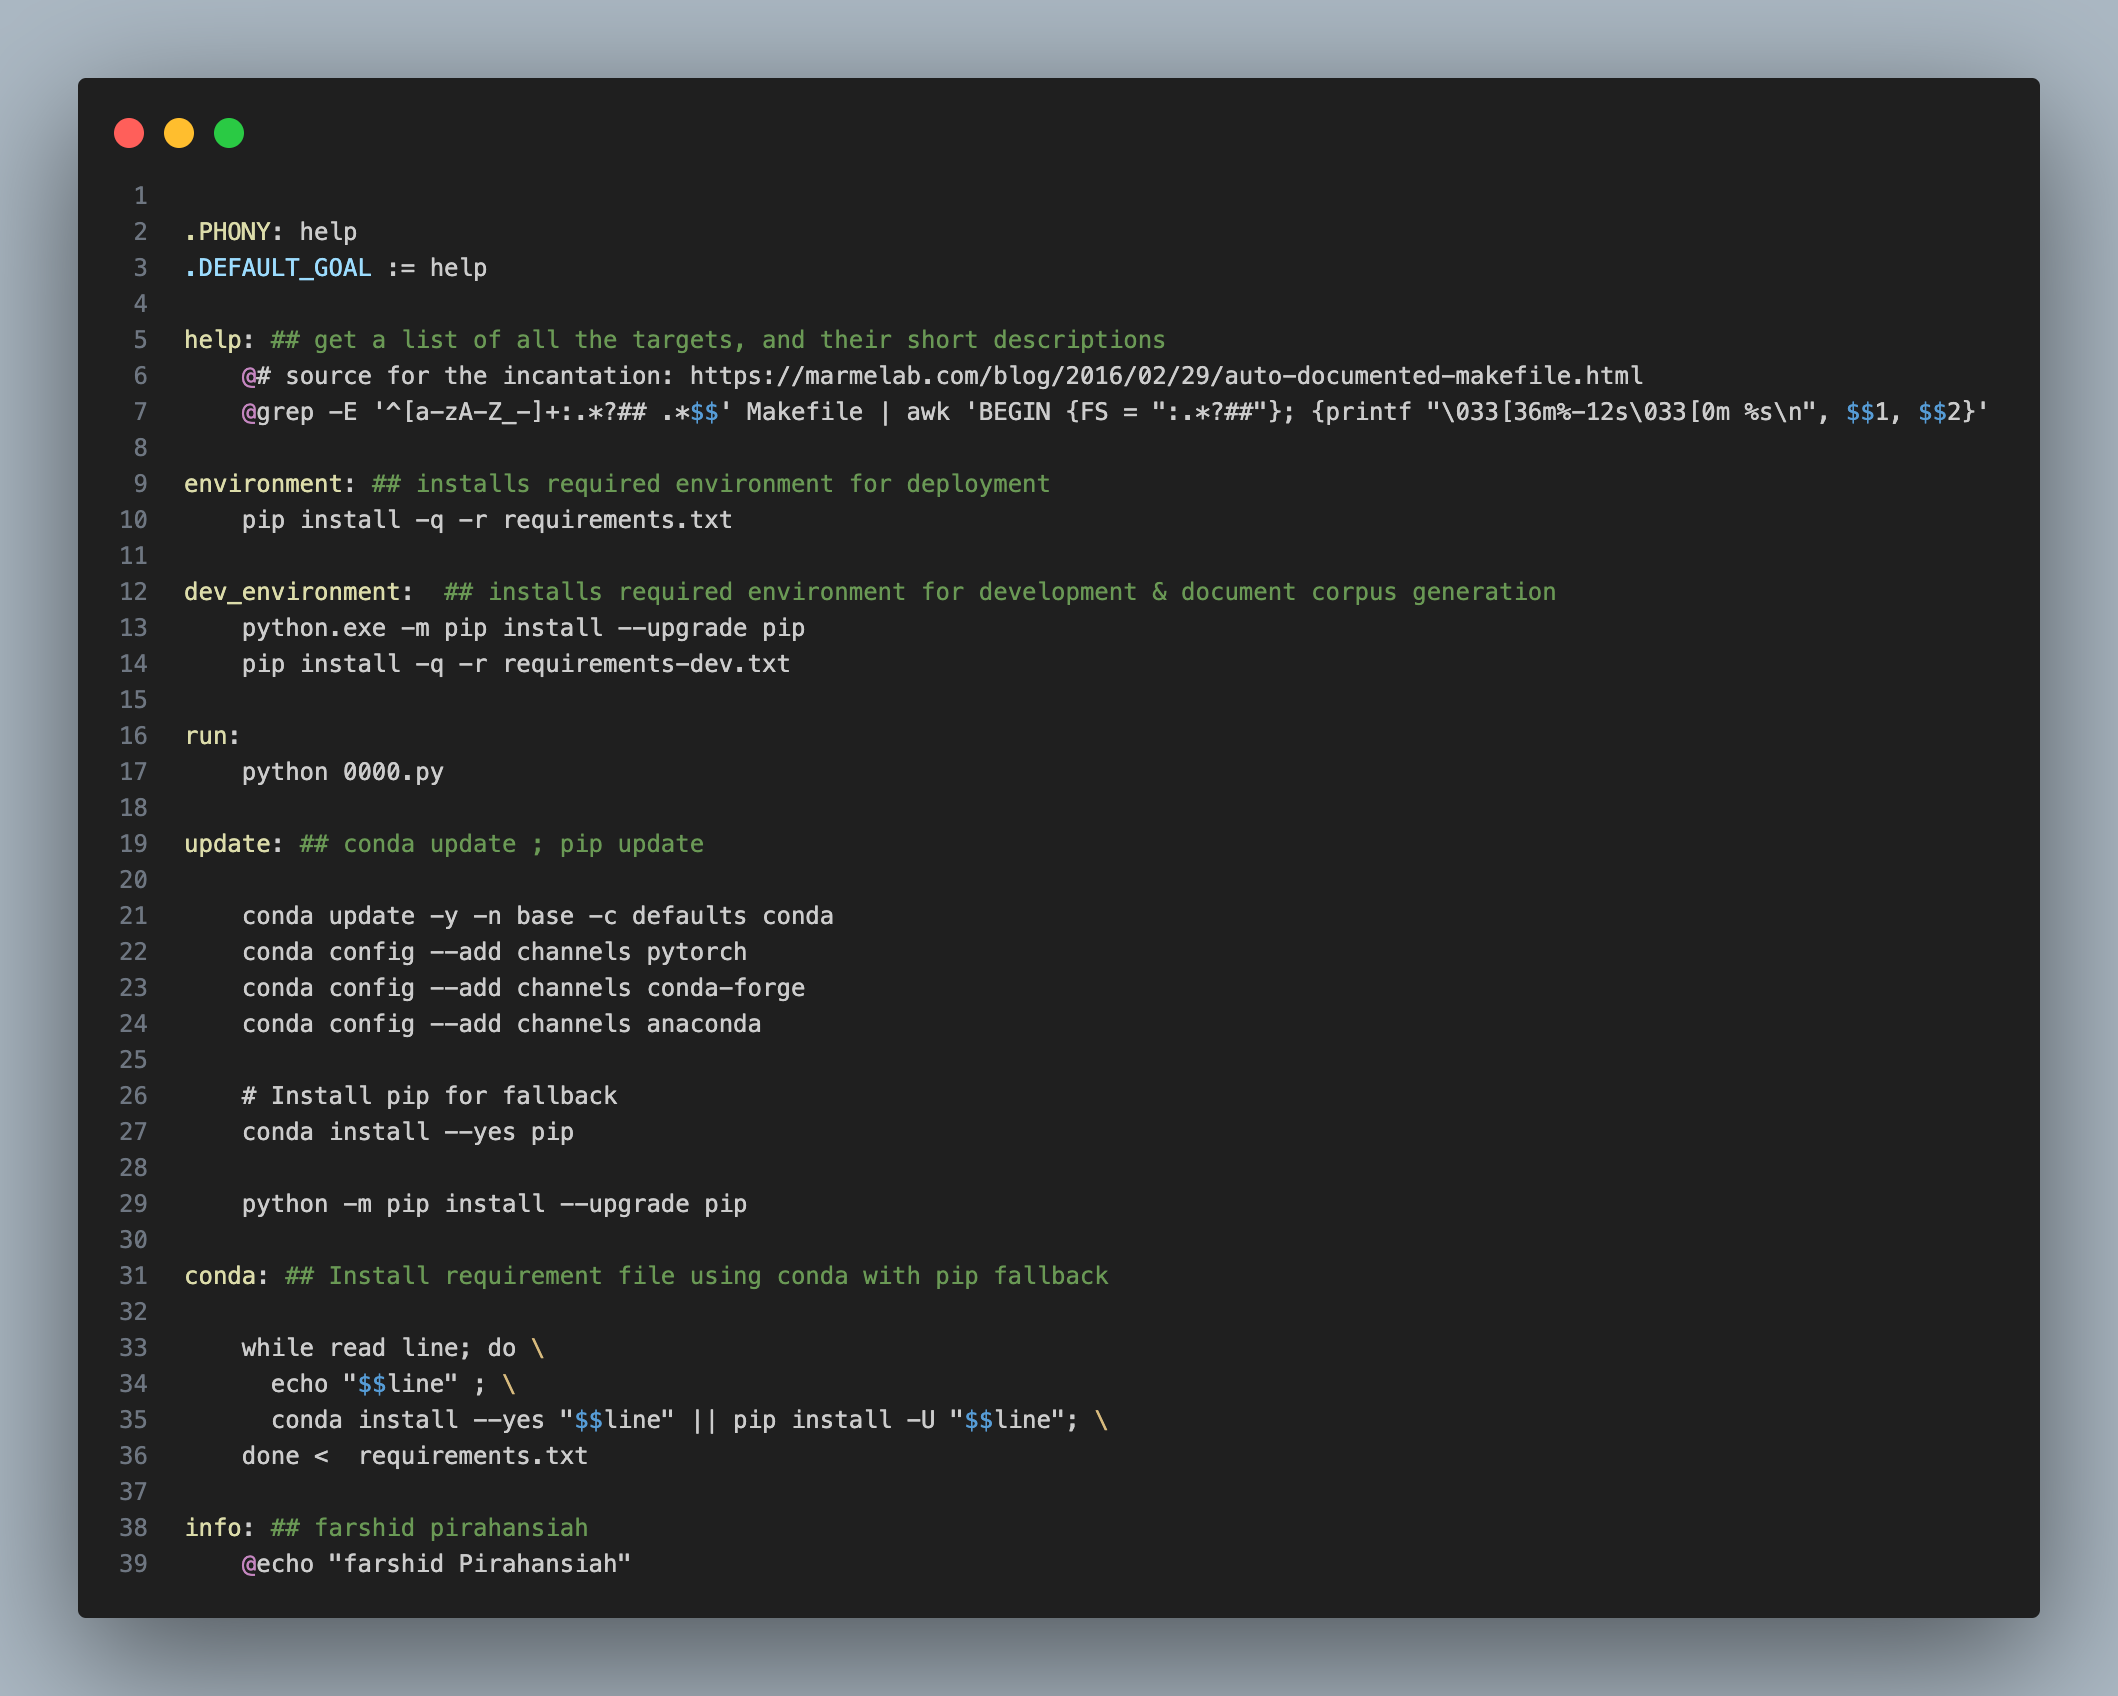 1
2 .PHONY: help
3 .DEFAULT_GOAL := help
4
5 help: ## get a list of all the targets, and their short descriptions
6     @# source for the incantation: https://marmelab.com/blog/2016/02/29/auto-documented-makefile.html
7     @grep -E '^[a-zA-Z_-]+:.*?## .*$$' Makefile | awk 'BEGIN {FS = ":.*?##"}; {printf "\033[36m%-12s\033[0m %s\n", $$1, $$2}'
8
9 environment: ## installs required environment for deployment
10     pip install -q -r requirements.txt
11
12 dev_environment:  ## installs required environment for development & document corpus generation
13     python.exe -m pip install --upgrade pip
14     pip install -q -r requirements-dev.txt
15
16 run:
17     python 0000.py
18
19 update: ## conda update ; pip update
20
21     conda update -y -n base -c defaults conda
22     conda config --add channels pytorch
23     conda config --add channels conda-forge
24     conda config --add channels anaconda
25
26     # Install pip for fallback
27     conda install --yes pip
28
29     python -m pip install --upgrade pip
30
31 conda: ## Install requirement file using conda with pip fallback
32
33     while read line; do \
34       echo "$$line" ; \
35       conda install --yes "$$line" || pip install -U "$$line"; \
36     done <  requirements.txt
37
38 info: ## farshid pirahansiah
39     @echo "farshid Pirahansiah"